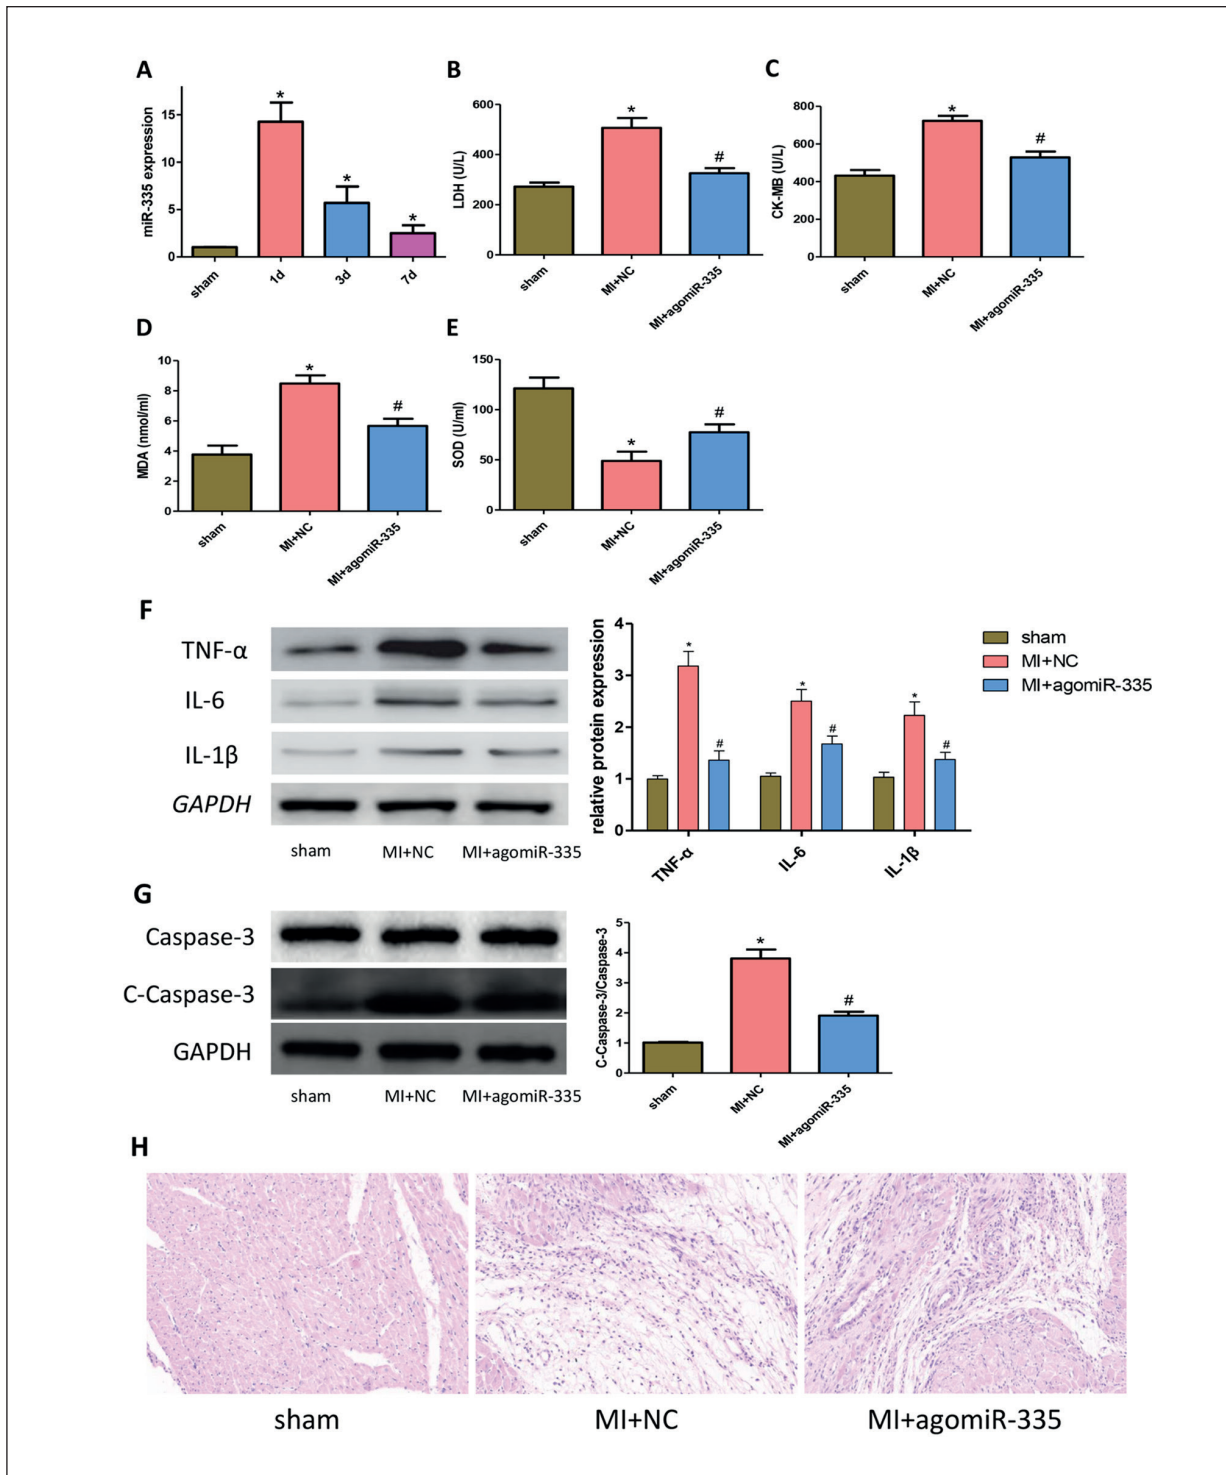 A
miR-335 expression
15
10
5
0
*
*
*
sham
1d
3d
7d
B
LDH (U/L)
600
400
200
0
*
#
sham
MI+NC
MI+agomiR-335
C
CK-MB (U/L)
800
600
400
200
0
*
#
sham
MI+NC
MI+agomiR-335
D
MDA (nmol/ml)
10
8
6
4
2
0
*
#
sham
MI+NC
MI+agomiR-335
E
SOD (U/ml)
150
100
50
0
*
#
sham
MI+NC
MI+agomiR-335
F
TNF-α
IL-6
IL-1β
GAPDH
sham
MI+NC
MI+agomiR-335
relative protein expression
4
3
2
1
0
*
#
*
#
*
#
TNF-α
IL-6
IL-1β
sham
MI+NC
MI+agomiR-335
G
Caspase-3
C-Caspase-3
GAPDH
sham
MI+NC
MI+agomiR-335
C-Caspase-3/Caspase-3
5
4
3
2
1
0
*
#
sham
MI+NC
MI+agomiR-335
H
sham
MI+NC
MI+agomiR-335